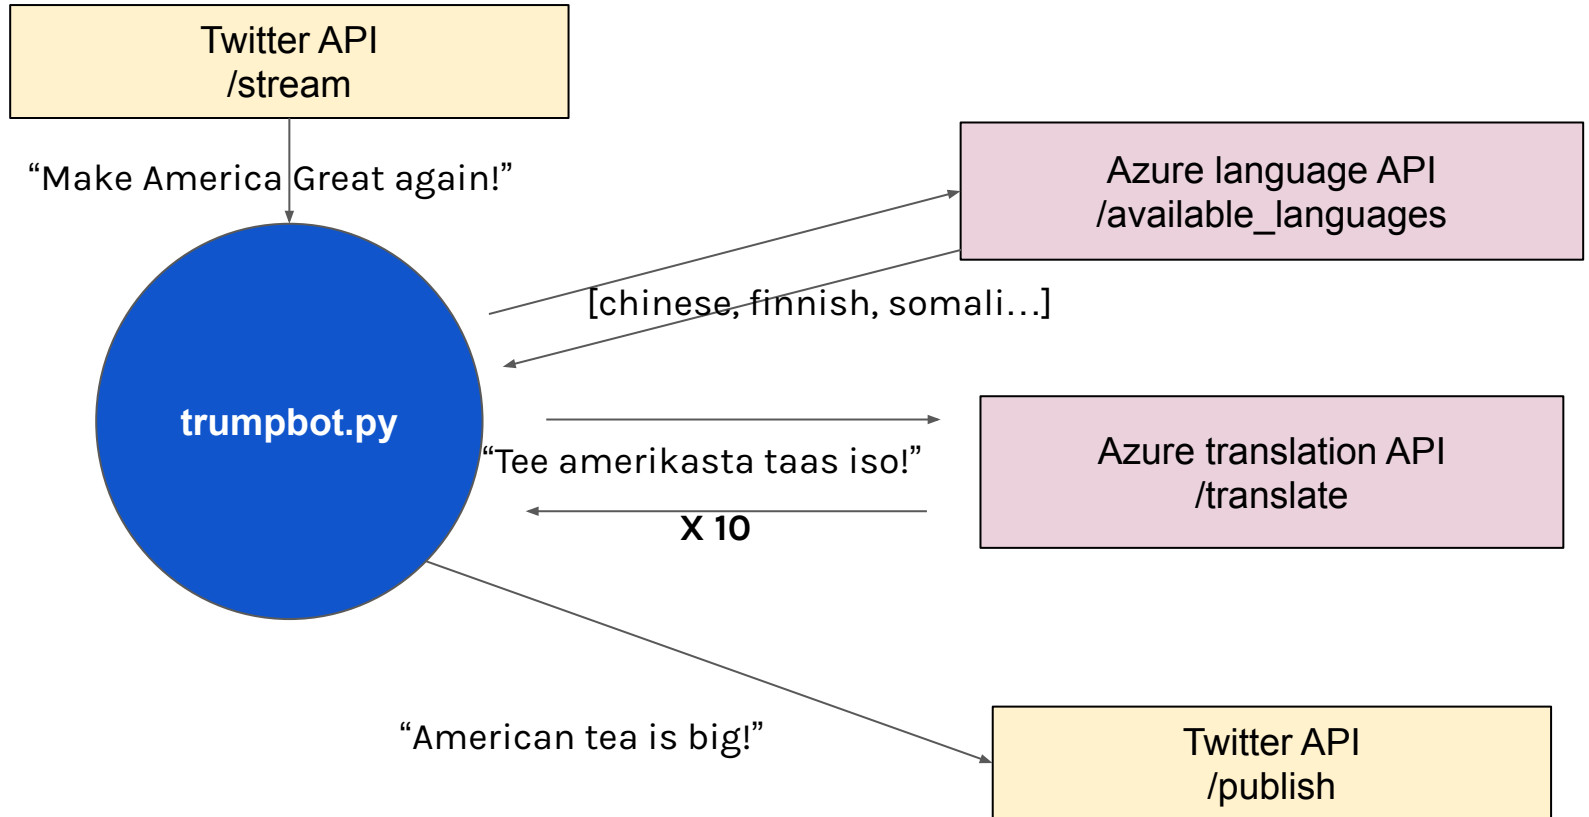 Twitter API
/stream
“Make America Great again!”
Azure language API
/available_languages
[chinese, finnish, somali...]
trumpbot.py
“Tee amerikasta taas iso!”
X 10
Azure translation API
/translate
“American tea is big!”
Twitter API
/publish